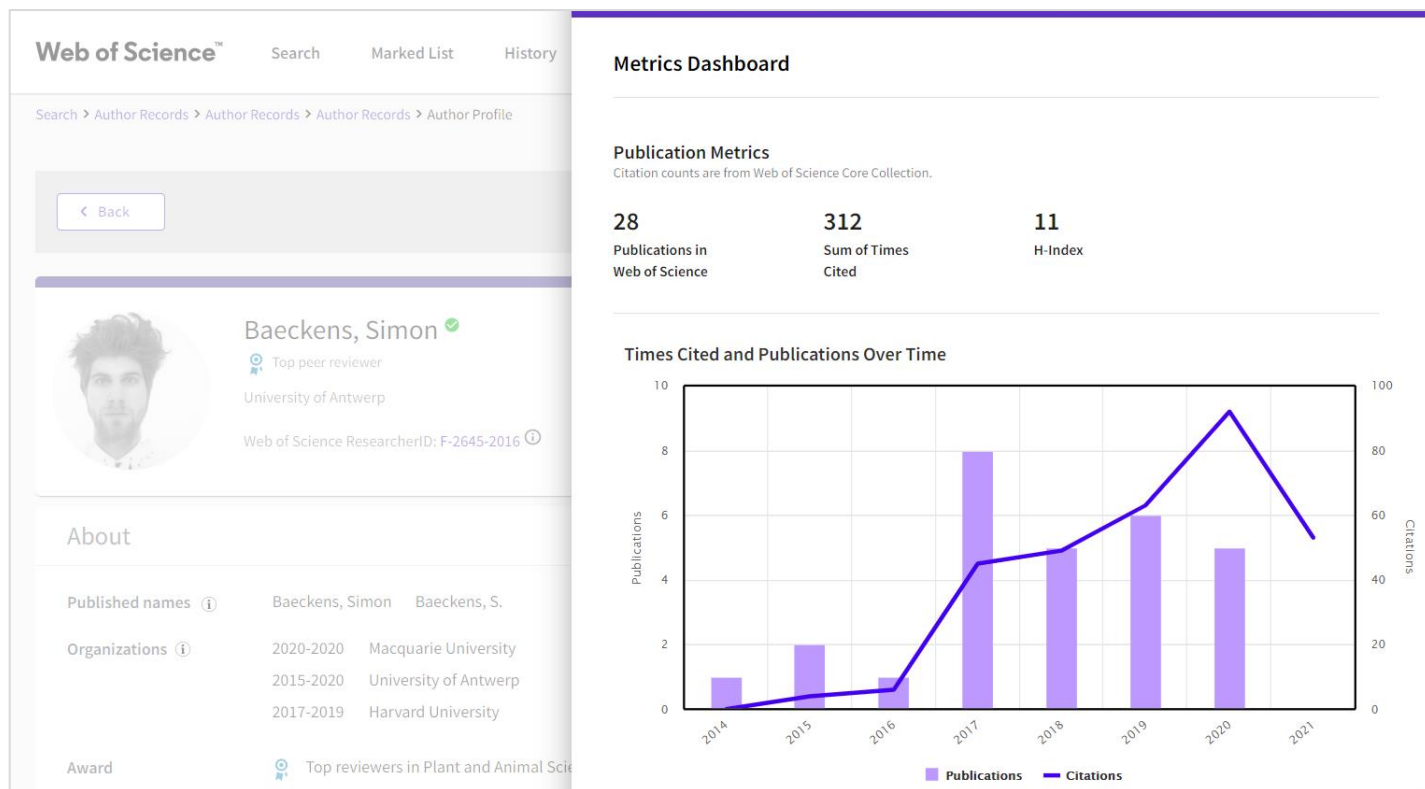 Web of Science™ Search Marked List History
Search > Author Records > Author Records > Author Records > Author Profile
Back
Baeckens, Simon
Top peer reviewer
University of Antwerp
Web of Science ResearcherID: F-2645-2016
About
Published names Baeckens, Simon Baeckens, S.
Organizations 2020-2020 Macquarie University
2015-2020 University of Antwerp
2017-2019 Harvard University
Award Top reviewers in Plant and Animal Scie
Metrics Dashboard
Publication Metrics
Citation counts are from Web of Science Core Collection.
28 312 11
Publications in Sum of Times H-Index
Web of Science Cited
Times Cited and Publications Over Time
10 100
8 80
6 60
4 40
2 20
0 0
Publications
Citations
2014 2015 2016 2017 2018 2019 2020 2021
Publications Citations